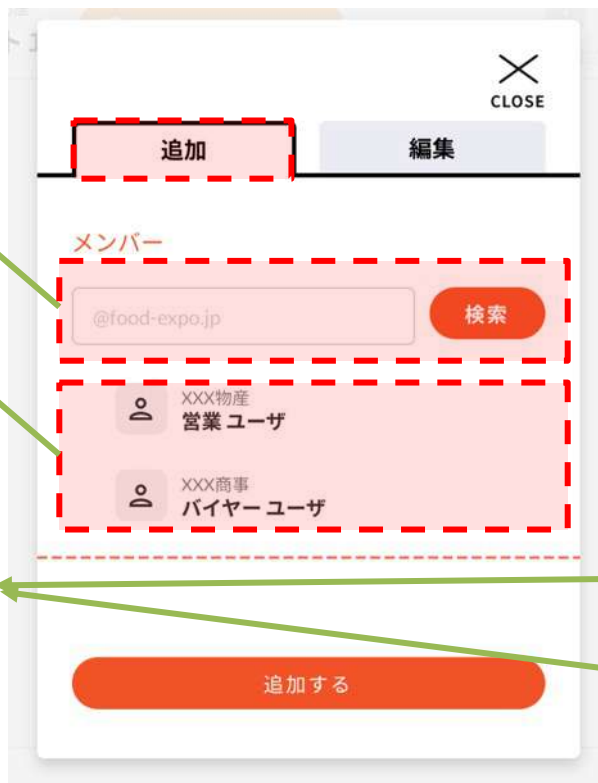 CLOSE
追加 編集
メンバー
@food-expo.jp 検索
XXX物産
営業 ユーザ
XXX商事
バイヤー ユーザ
追加する